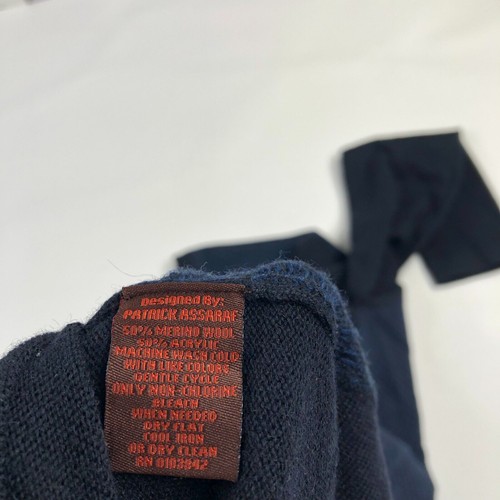 Designed By:
PATRICK ASSARAF
50% MERINO WOOL
50% ACRYLIC
MACHINE WASH COLD
WITH LIKE COLORS
GENTLE CYCLE
ONLY NON-CHLORINE
BLEACH
WHEN NEEDED
DRY FLAT
COOL IRON
OR DRY CLEAN
RN 0103842